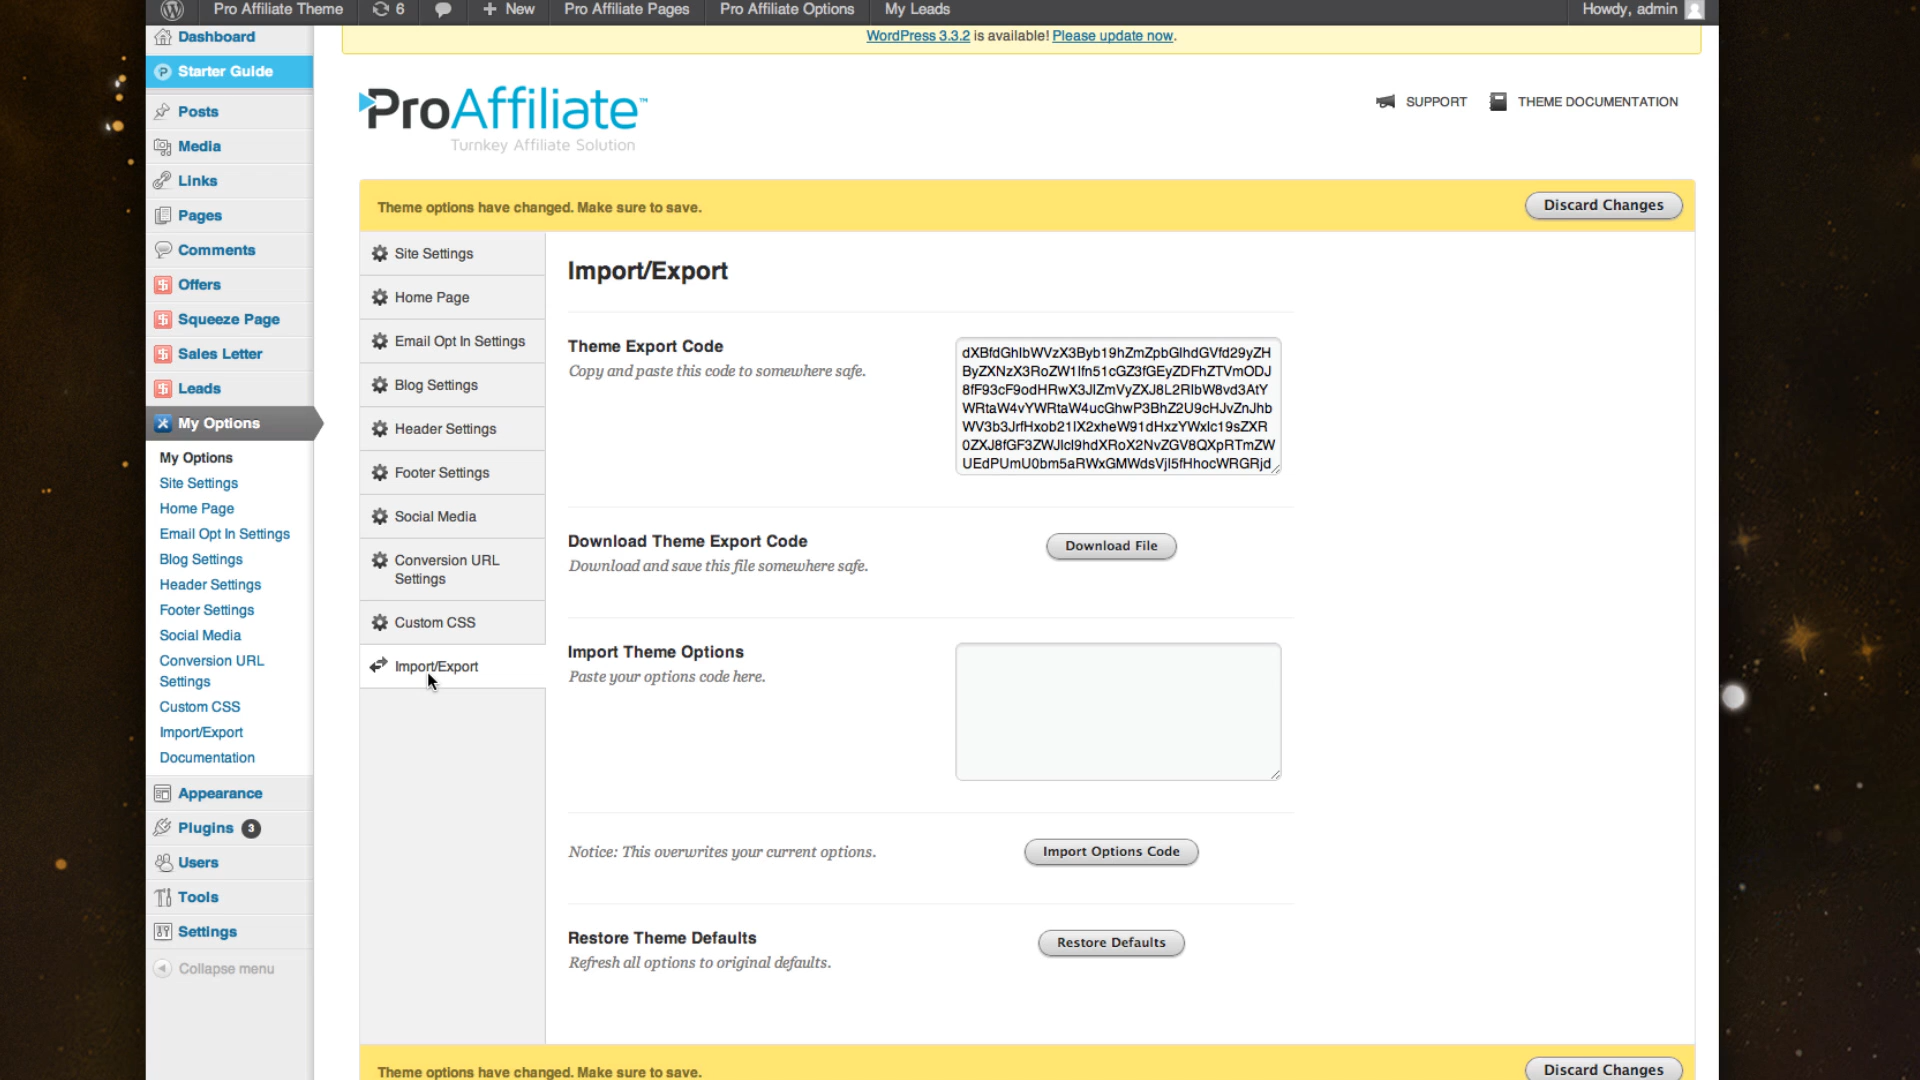 Pro Affiliate Theme
6
New
Pro Affiliate Pages
Pro Affiliate Options
My Leads
Howdy, admin
WordPress 3.3.2 is available! Please update now.
Dashboard
Starter Guide
Posts
Media
Links
Pages
Comments
Offers
Squeeze Page
Sales Letter
Leads
My Options
My Options
Site Settings
Home Page
Email Opt In Settings
Blog Settings
Header Settings
Footer Settings
Social Media
Conversion URL
Settings
Custom CSS
Import/Export
Documentation
Appearance
Plugins 3
Users
Tools
Settings
Collapse menu
ProAffiliate™
Turnkey Affiliate Solution
SUPPORT
THEME DOCUMENTATION
Theme options have changed. Make sure to save.
Discard Changes
Site Settings
Home Page
Email Opt In Settings
Blog Settings
Header Settings
Footer Settings
Social Media
Conversion URL
Settings
Custom CSS
Import/Export
Import/Export
Theme Export Code
Copy and paste this code to somewhere safe.
Download Theme Export Code
Download and save this file somewhere safe.
Download File
Import Theme Options
Paste your options code here.
Notice: This overwrites your current options.
Import Options Code
Restore Theme Defaults
Refresh all options to original defaults.
Restore Defaults
Theme options have changed. Make sure to save.
Discard Changes